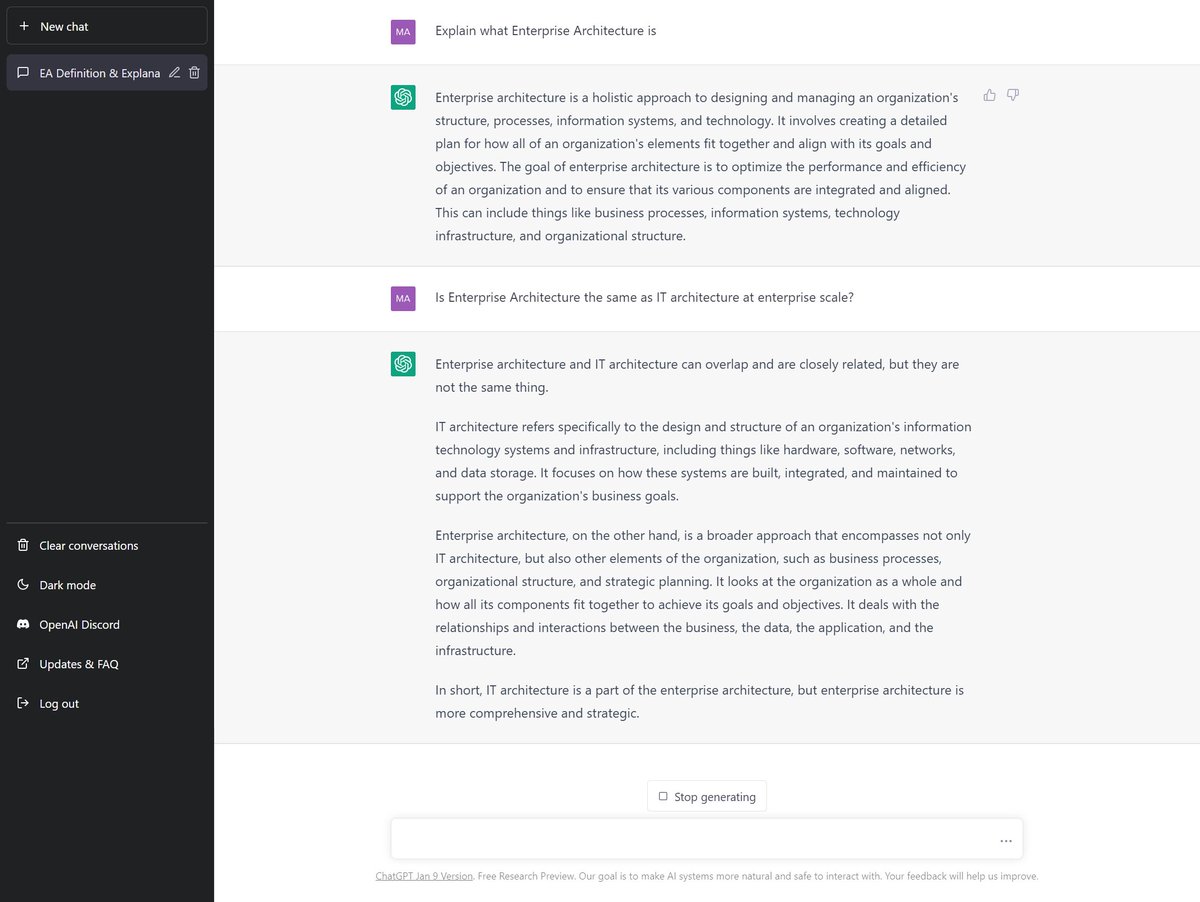 New chat
EA Definition & Explana
Clear conversations
Dark mode
OpenAI Discord
Updates & FAQ
Log out
MA
Explain what Enterprise Architecture is
Enterprise architecture is a holistic approach to designing and managing an organization's
structure, processes, information systems, and technology. It involves creating a detailed
plan for how all of an organization's elements fit together and align with its goals and
objectives. The goal of enterprise architecture is to optimize the performance and efficiency
of an organization and to ensure that its various components are integrated and aligned.
This can include things like business processes, information systems, technology
infrastructure, and organizational structure.
MA
Is Enterprise Architecture the same as IT architecture at enterprise scale?
Enterprise architecture and IT architecture can overlap and are closely related, but they are
not the same thing.
IT architecture refers specifically to the design and structure of an organization's information
technology systems and infrastructure, including things like hardware, software, networks,
and data storage. It focuses on how these systems are built, integrated, and maintained to
support the organization's business goals.
Enterprise architecture, on the other hand, is a broader approach that encompasses not only
IT architecture, but also other elements of the organization, such as business processes,
organizational structure, and strategic planning. It looks at the organization as a whole and
how all its components fit together to achieve its goals and objectives. It deals with the
relationships and interactions between the business, the data, the application, and the
infrastructure.
In short, IT architecture is a part of the enterprise architecture, but enterprise architecture is
more comprehensive and strategic.
Stop generating
ChatGPT Jan 9 Version. Free Research Preview. Our goal is to make AI systems more natural and safe to interact with. Your feedback will help us improve.